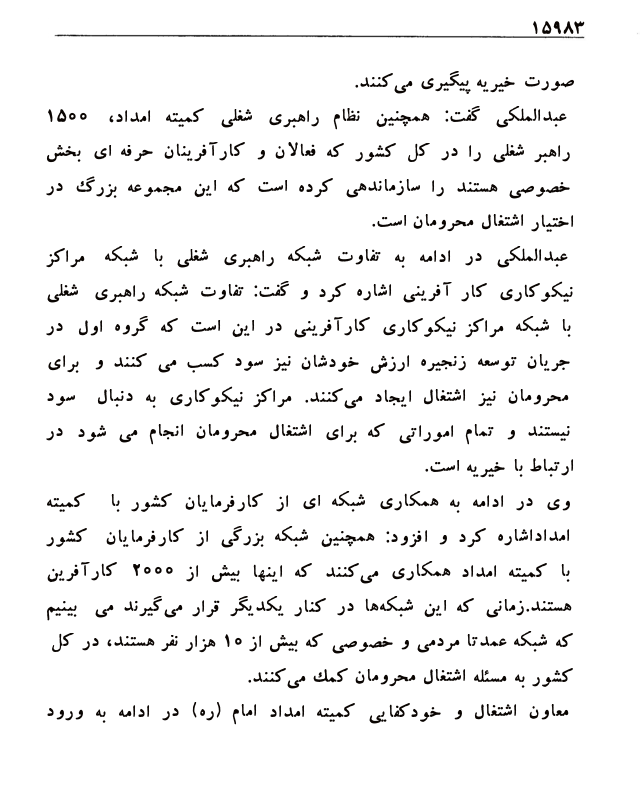 ۱۵۹۸۳
صورت خیریه پیگیری می‌کنند.
عبدالملکی گفت: همچنین نظام راهبری شغلی کمیته امداد، ۱۵۰۰
راهبر شغلی را در کل کشور که فعالان و کارآفرینان حرفه ای بخش
خصوصی هستند را سازماندهی کرده است که این مجموعه بزرگ در
اختیار اشتغال محرومان است.
عبدالملکی در ادامه به تفاوت شبکه راهبری شغلی با شبکه مراکز
نیکوکاری کار آفرینی اشاره کرد و گفت: تفاوت شبکه راهبری شغلی
با شبکه مراکز نیکوکاری کارآفرینی در این است که گروه اول در
جریان توسعه زنجیره ارزش خودشان نیز سود کسب می کنند و برای
محرومان نیز اشتغال ایجاد می‌کنند. مراکز نیکوکاری به دنبال سود
نیستند و تمام اموراتی که برای اشتغال محرومان انجام می شود در
ارتباط با خیریه است.
وی در ادامه به همکاری شبکه ای از کارفرمایان کشور با کمیته
امداداشاره کرد و افزود: همچنین شبکه بزرگی از کارفرمایان کشور
با کمیته امداد همکاری می‌کنند که اینها بیش از ۲۰۰۰ کارآفرین
هستند.زمانی که این شبکه‌ها در کنار یکدیگر قرار می‌گیرند می بینیم
که شبکه عمدتا مردمی و خصوصی که بیش از ۱۰ هزار نفر هستند، در کل
کشور به مسئله اشتغال محرومان کمک می‌کنند.
معاون اشتغال و خودکفایی کمیته امداد امام (ره) در ادامه به ورود